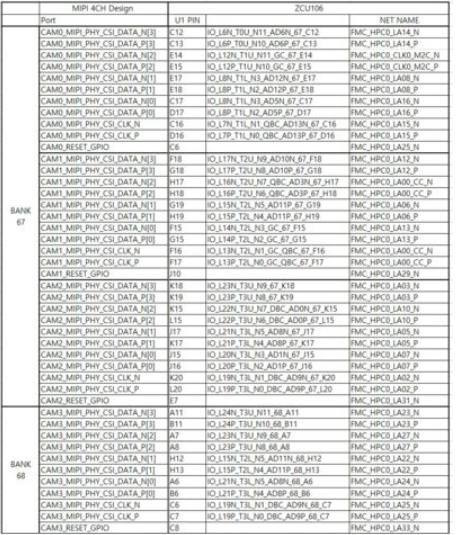 MIPI 4CH Design ZCU106
Port U1 PIN NET NAME
CAM0_MIPI_PHY_CSI_DATA_N[3] C12 IO_L6N_T0U_N11_AD6N_67_C12 FMC_HPC0_LA14_N
CAM0_MIPI_PHY_CSI_DATA_P[3] C13 IO_L6P_T0U_N10_AD6P_67_C13 FMC_HPC0_LA14_P
CAM0_MIPI_PHY_CSI_DATA_N[2] E14 IO_L12N_T1U_N11_GC_67_E14 FMC_HPC0_CLK0_M2C_N
CAM0_MIPI_PHY_CSI_DATA_P[2] E15 IO_L12P_T1U_N10_GC_67_E15 FMC_HPC0_CLK0_M2C_P
CAM0_MIPI_PHY_CSI_DATA_N[1] E17 IO_L8N_T1L_N3_AD12N_67_E17 FMC_HPC0_LA08_N
CAM0_MIPI_PHY_CSI_DATA_P[1] E18 IO_L8P_T1L_N2_AD12P_67_E18 FMC_HPC0_LA08_P
CAM0_MIPI_PHY_CSI_DATA_N[0] C17 IO_L8N_T1L_N3_AD5N_67_C17 FMC_HPC0_LA16_N
CAM0_MIPI_PHY_CSI_DATA_P[0] D17 IO_L8P_T1L_N2_AD5P_67_D17 FMC_HPC0_LA16_P
CAM0_MIPI_PHY_CSI_CLK_N C16 IO_L7N_T1L_N1_QBC_AD13N_67_C16 FMC_HPC0_LA15_N
CAM0_MIPI_PHY_CSI_CLK_P D16 IO_L7P_T1L_N0_QBC_AD13P_67_D16 FMC_HPC0_LA15_P
CAM0_RESET_GPIO C6 FMC_HPC0_LA25_N
CAM1_MIPI_PHY_CSI_DATA_N[3] F18 IO_L17N_T2U_N9_AD10N_67_F18 FMC_HPC0_LA12_N
CAM1_MIPI_PHY_CSI_DATA_P[3] G18 IO_L17P_T2U_N8_AD10P_67_G18 FMC_HPC0_LA12_P
CAM1_MIPI_PHY_CSI_DATA_N[2] H17 IO_L16N_T2U_N7_QBC_AD3N_67_H17 FMC_HPC0_LA00_CC_N
CAM1_MIPI_PHY_CSI_DATA_P[2] H18 IO_L16P_T2U_N6_QBC_AD3P_67_H18 FMC_HPC0_LA00_CC_P
CAM1_MIPI_PHY_CSI_DATA_N[1] G19 IO_L15N_T2L_N5_AD11P_67_G19 FMC_HPC0_LA06_N
CAM1_MIPI_PHY_CSI_DATA_P[1] H19 IO_L15P_T2L_N4_AD11P_67_H19 FMC_HPC0_LA06_P
CAM1_MIPI_PHY_CSI_DATA_N[0] F15 IO_L14N_T2L_N3_GC_67_F15 FMC_HPC0_LA13_N
BANK 67 CAM1_MIPI_PHY_CSI_DATA_P[0] G15 IO_L14P_T2L_N2_GC_67_G15 FMC_HPC0_LA13_P
CAM1_MIPI_PHY_CSI_CLK_N F16 IO_L13N_T2L_N1_GC_QBC_67_F16 FMC_HPC0_LA00_CC_N
CAM1_MIPI_PHY_CSI_CLK_P F17 IO_L13P_T2L_N0_GC_QBC_67_F17 FMC_HPC0_LA00_CC_P
CAM1_RESET_GPIO J10 FMC_HPC0_LA29_N
CAM2_MIPI_PHY_CSI_DATA_N[3] K18 IO_L23N_T3U_N9_67_K18 FMC_HPC0_LA03_N
CAM2_MIPI_PHY_CSI_DATA_P[3] K19 IO_L23P_T3U_N8_67_K19 FMC_HPC0_LA03_P
CAM2_MIPI_PHY_CSI_DATA_N[2] K15 IO_L22N_T3U_N7_DBC_AD0N_67_K15 FMC_HPC0_LA10_N
CAM2_MIPI_PHY_CSI_DATA_P[2] L15 IO_L22P_T3U_N6_DBC_AD0P_67_L15 FMC_HPC0_LA10_P
CAM2_MIPI_PHY_CSI_DATA_N[1] J17 IO_L21N_T3L_N5_AD8N_67_J17 FMC_HPC0_LA05_N
CAM2_MIPI_PHY_CSI_DATA_P[1] K17 IO_L21P_T3L_N4_AD8P_67_K17 FMC_HPC0_LA05_P
CAM2_MIPI_PHY_CSI_DATA_N[0] J15 IO_L20N_T3L_N3_AD1N_67_J15 FMC_HPC0_LA07_N
CAM2_MIPI_PHY_CSI_DATA_P[0] J16 IO_L20P_T3L_N2_AD1P_67_J16 FMC_HPC0_LA07_P
CAM2_MIPI_PHY_CSI_CLK_N K20 IO_L19N_T3L_N1_DBC_AD9N_67_K20 FMC_HPC0_LA02_N
CAM2_MIPI_PHY_CSI_CLK_P L20 IO_L19P_T3L_N0_DBC_AD9P_67_L20 FMC_HPC0_LA02_P
CAM2_RESET_GPIO E7 FMC_HPC0_LA31_N
CAM3_MIPI_PHY_CSI_DATA_N[3] A11 IO_L24N_T3U_N11_68_A11 FMC_HPC0_LA23_N
CAM3_MIPI_PHY_CSI_DATA_P[3] B11 IO_L24P_T3U_N10_68_B11 FMC_HPC0_LA23_P
CAM3_MIPI_PHY_CSI_DATA_N[2] A7 IO_L23N_T3U_N9_68_A7 FMC_HPC0_LA27_N
CAM3_MIPI_PHY_CSI_DATA_P[2] A8 IO_L23P_T3U_N8_68_A8 FMC_HPC0_LA27_P
BANK 68 CAM3_MIPI_PHY_CSI_DATA_N[1] H12 IO_L15N_T2L_N5_AD11N_68_H12 FMC_HPC0_LA22_N
CAM3_MIPI_PHY_CSI_DATA_P[1] H13 IO_L15P_T2L_N4_AD11P_68_H13 FMC_HPC0_LA22_P
CAM3_MIPI_PHY_CSI_DATA_N[0] A6 IO_L21N_T3L_N5_AD8N_68_A6 FMC_HPC0_LA24_N
CAM3_MIPI_PHY_CSI_DATA_P[0] B6 IO_L21P_T3L_N4_AD8P_68_B6 FMC_HPC0_LA24_P
CAM3_MIPI_PHY_CSI_CLK_N C6 IO_L19N_T3L_N1_DBC_AD9N_68_C7 FMC_HPC0_LA25_N
CAM3_MIPI_PHY_CSI_CLK_P C7 IO_L19P_T3L_N0_DBC_AD9P_68_C7 FMC_HPC0_LA25_P
CAM3_RESET_GPIO C8 FMC_HPC0_LA33_N